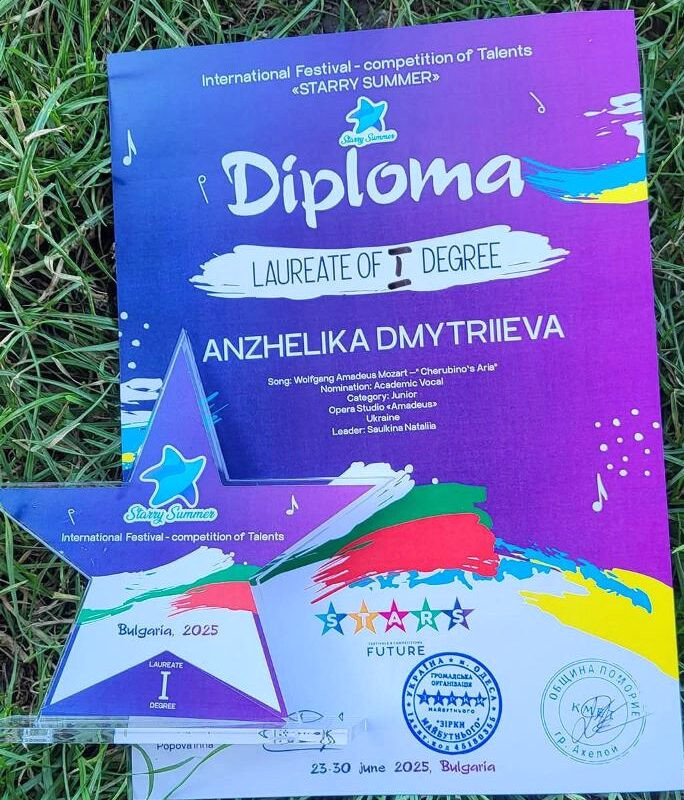 International Festival - competition of Talents
«STARRY SUMMER»
Starry Summer
Diploma
LAUREATE OF I DEGREE
ANZHELIKA DMYTRIIEVA
Song: Wolfgang Amadeus Mozart —" Cherubino's Aria"
Nomination: Academic Vocal
Category: Junior
Opera Studio «Amadeus»
Ukraine
Leader: Saulkina Nataliia
Starry Summer
International Festival - competition of Talents
Bulgaria, 2025
LAUREATE
I
DEGREE
STARS
FUTURE
УКРАЇНА * м. ОДЕСА
ГРОМАДСЬКА
ОРГАНІЗАЦІЯ
МАЙБУТНЬОГО
"ЗІРКИ
МАЙБУТНЬОГО"
ОБЩИНА ПОМОРИЕ
гр. Ахелой
Popova Inna
23-30 june 2025, Bulgaria